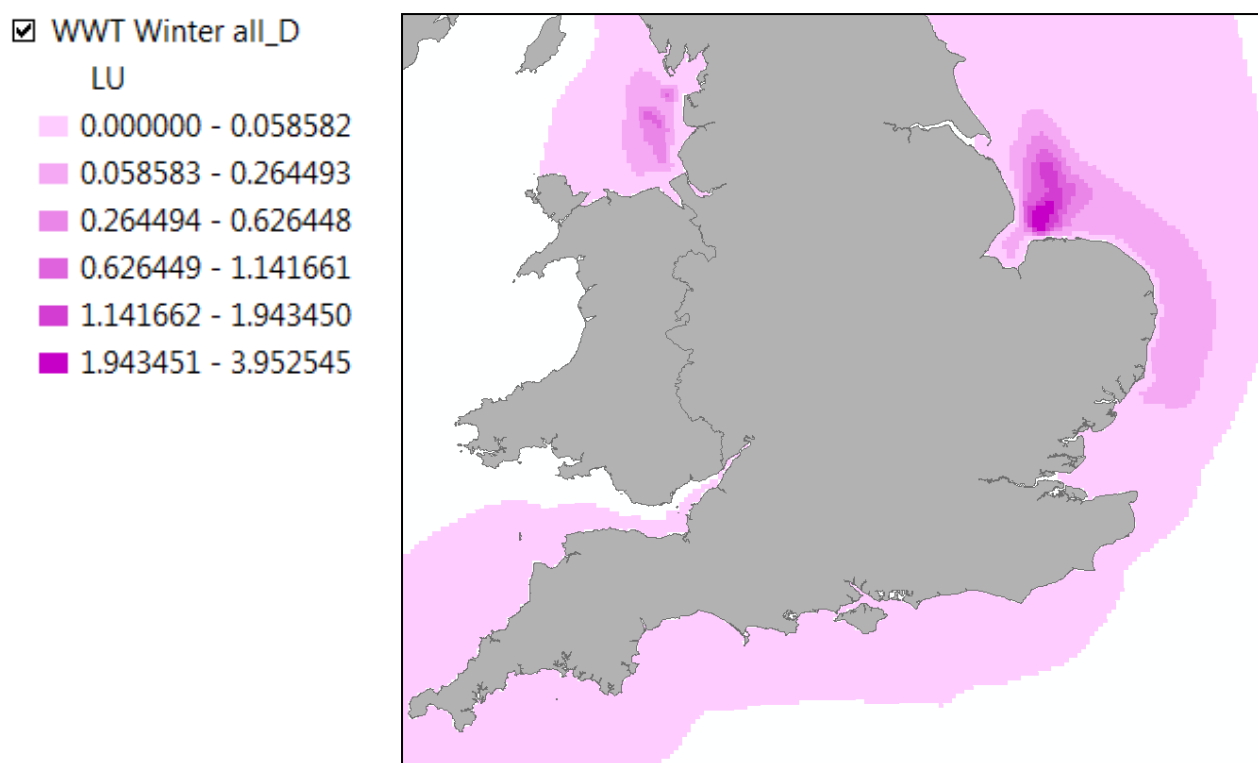 WWT Winter all_D
LU
0.000000 - 0.058582
0.058583 - 0.264493
0.264494 - 0.626448
0.626449 - 1.141661
1.141662 - 1.943450
1.943451 - 3.952545